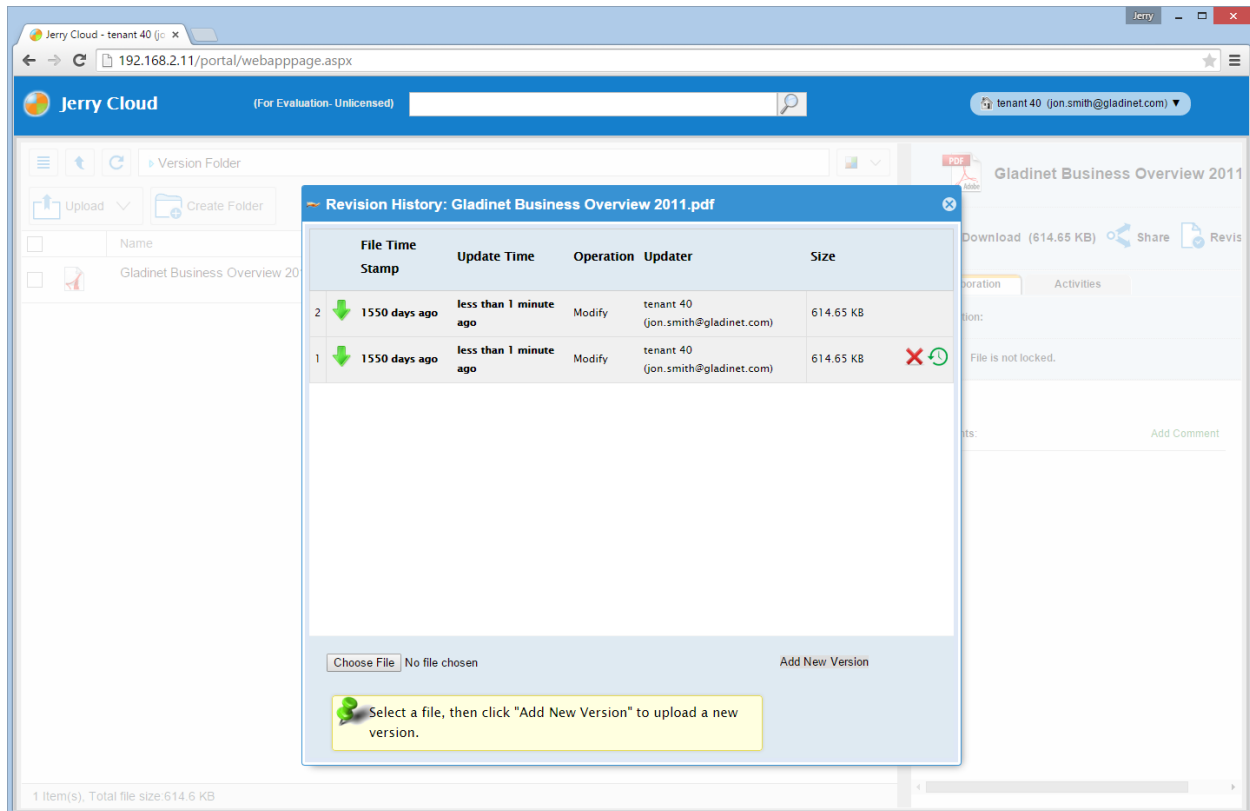 Jerry
Jerry Cloud - tenant 40 (jo
192.168.2.11/portal/webapppage.aspx
Jerry Cloud
(For Evaluation- Unlicensed)
tenant 40 (jon.smith@gladinet.com) ▼
Version Folder
PDF
Adobe
Gladinet Business Overview 2011
Upload
Create Folder
Download (614.65 KB)
Share
Revis
Name
Gladinet Business Overview 20
Activities
File is not locked.
Add Comment
Revision History: Gladinet Business Overview 2011.pdf
File Time Stamp
Update Time
Operation
Updater
Size
2
1550 days ago
less than 1 minute ago
Modify
tenant 40
(jon.smith@gladinet.com)
614.65 KB
1
1550 days ago
less than 1 minute ago
Modify
tenant 40
(jon.smith@gladinet.com)
614.65 KB
Choose File No file chosen
Add New Version
Select a file, then click "Add New Version" to upload a new
version.
1 Item(s), Total file size:614.6 KB